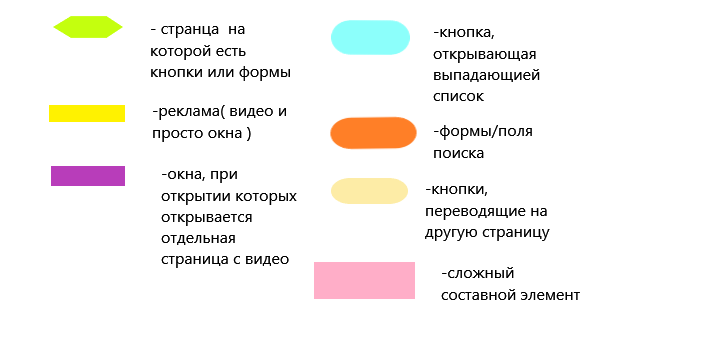 - странца на
которой есть
кнопки или формы
-реклама( видео и
просто окна )
-окна, при
открытии которых
открывается
отдельная
страница с видео
-кнопка,
открывающая
выпадающией
список
-формы/поля
поиска
-кнопки,
переводящие на
другую страницу
-сложный
составной элемент